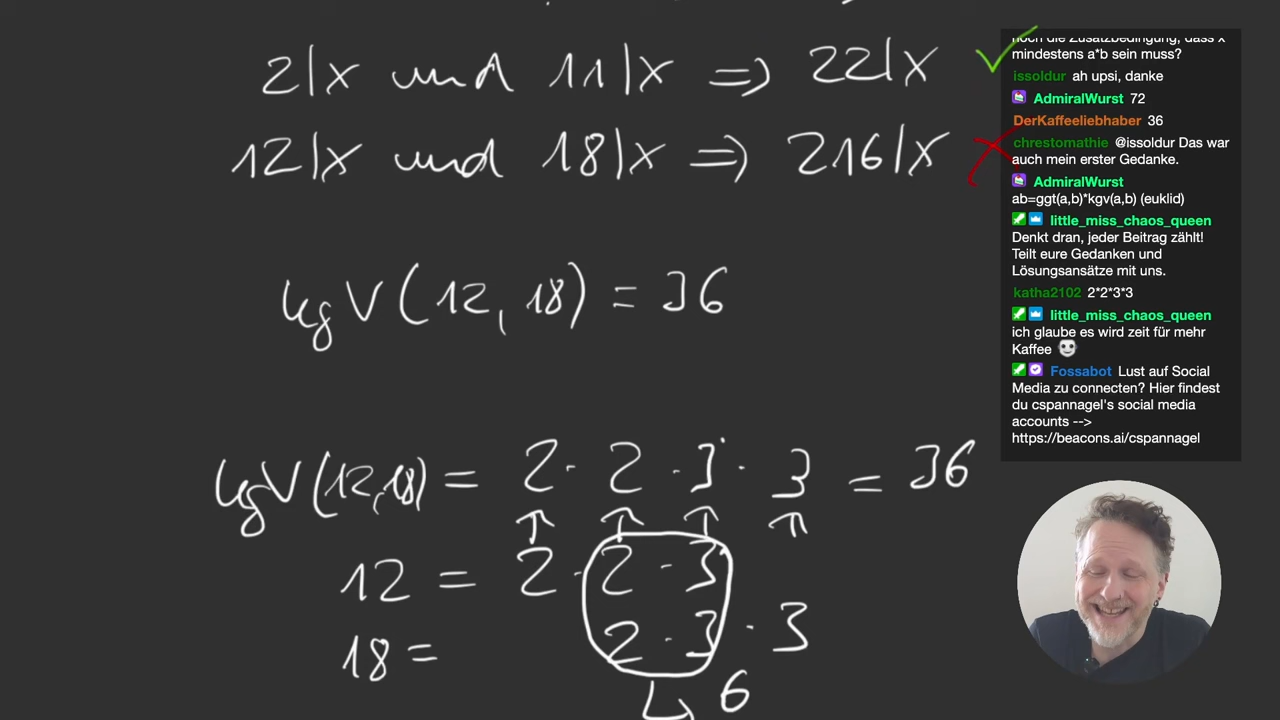 2|x und 11|x => 22|x ✓
12|x und 18|x => 216|x ✗
kgV(12, 18) = 36
kgV(12,18) = 2 · 2 · 3 · 3 = 36
12 = 2 · 2 · 3
18 = 2 · 3 · 3
↳ 6
noch die Zusatzbedingung, dass x
mindestens a*b sein muss?
issoldur ah upsi, danke
AdmiralWurst 72
DerKaffeeliebhaber 36
chrestomathie @issoldur Das war
auch mein erster Gedanke.
AdmiralWurst
ab=ggt(a,b)*kgv(a,b) (euklid)
little_miss_chaos_queen
Denkt dran, jeder Beitrag zählt!
Teilt eure Gedanken und
Lösungsansätze mit uns.
katha2102 2*2*3*3
little_miss_chaos_queen
ich glaube es wird zeit für mehr
Kaffee
Fossabot Lust auf Social
Media zu connecten? Hier findest
du cspannagel's social media
accounts -->
https://beacons.ai/cspannagel